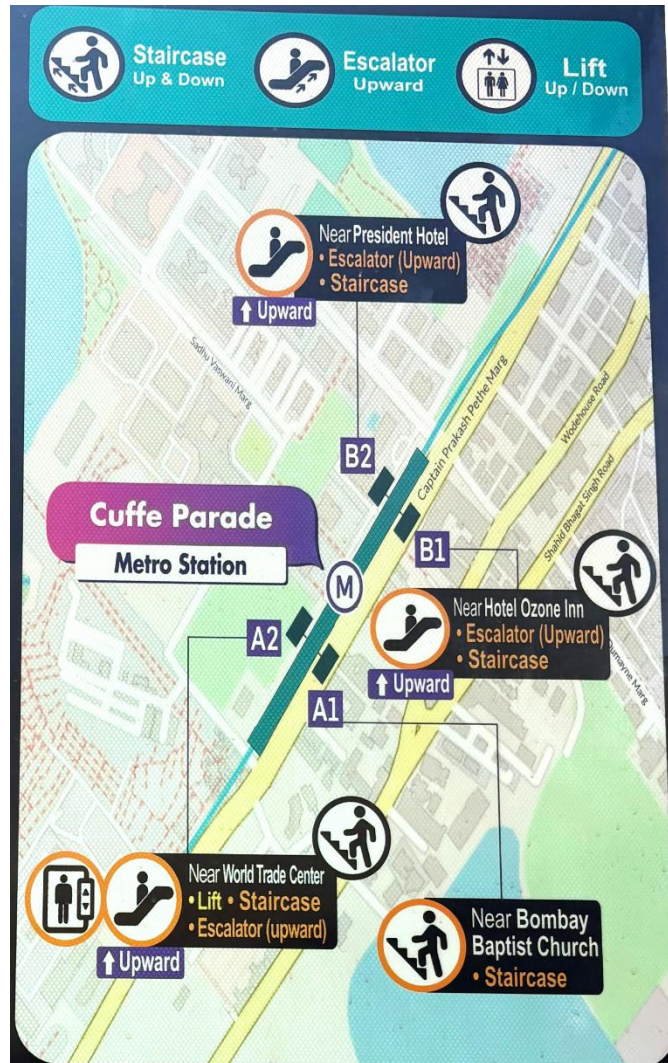 Staircase
Up & Down
Escalator
Upward
Lift
Up / Down
Near President Hotel
• Escalator (Upward)
• Staircase
Upward
Sadhu Vaswani Marg
Captain Prakash Pethe Marg
Wodehouse Road
Shahid Bhagat Singh Road
B2
Cuffe Parade
Metro Station
M
B1
Near Hotel Ozone Inn
• Escalator (Upward)
• Staircase
Upward
A2
A1
Near World Trade Center
• Lift • Staircase
• Escalator (upward)
Upward
Near Bombay
Baptist Church
• Staircase